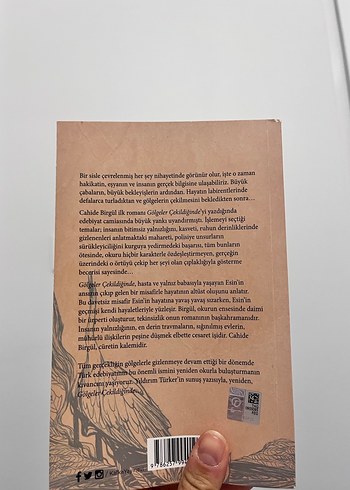 Bir sisle çevrelenmiş her şey nihayetinde görünür olur, işte o zaman
hakikatin, eşyanın ve insanın gerçek bilgisine ulaşabiliriz. Büyük
çabaların, büyük bekleyişlerin ardından. Hayatın labirentlerinde
defalarca turladıktan ve gölgelerin çekilmesini bekledikten sonra...
Cahide Birgül ilk romanı Gölgeler Çekildiğinde'yi yazdığında
edebiyat camiasında büyük yankı uyandırmıştı. İşlemeyi seçtiği
temalar; insanın bitimsiz yalnızlığını, kasveti, ruhun derinliklerinde
gizlenenleri anlatmaktaki mahareti, polisiye unsurların
sürükleyiciliğini kurguya yedirmedeki başarısı, tüm bunların
ötesinde, okuru hiçbir karakterle özdeşleştirmeyen, gerçeğin
üzerindeki o örtüyü çekip her şeyi olan çıplaklığıyla gösterme
becerisi sayesinde...
Gölgeler Çekildiğinde, hasta ve yalnız babasıyla yaşayan Esin'in
ansızın çıkıp gelen bir misafirle hayatının altüst oluşunu anlatır.
Bu davetsiz misafir Esin'in hayatına yavaş yavaş sızarken, Esin'in
geçmişi kendi hayaletleriyle yüzleşir. Birgül, okurun ensesinde daimi
bir ürperti oluşturur, tekinsizlik onun romanının başkahramanıdır.
İnsanın yalnızlığının, en derin travmaların, sığınılmış evlerin,
mühürlü ilişkilerin peşine düşmek elbette cesaret işidir. Cahide
Birgül, cüretin kalemidir.
Tüm gerçekliğin gölgelerle gizlenmeye devam ettiği bir dönemde
Türk edebiyatının bu önemli ismini yeniden okurla buluşturmanın
kıvancını yaşıyoruz. Yıldırım Türker'in sunuş yazısıyla, yeniden,
Gölgeler Çekildiğinde...